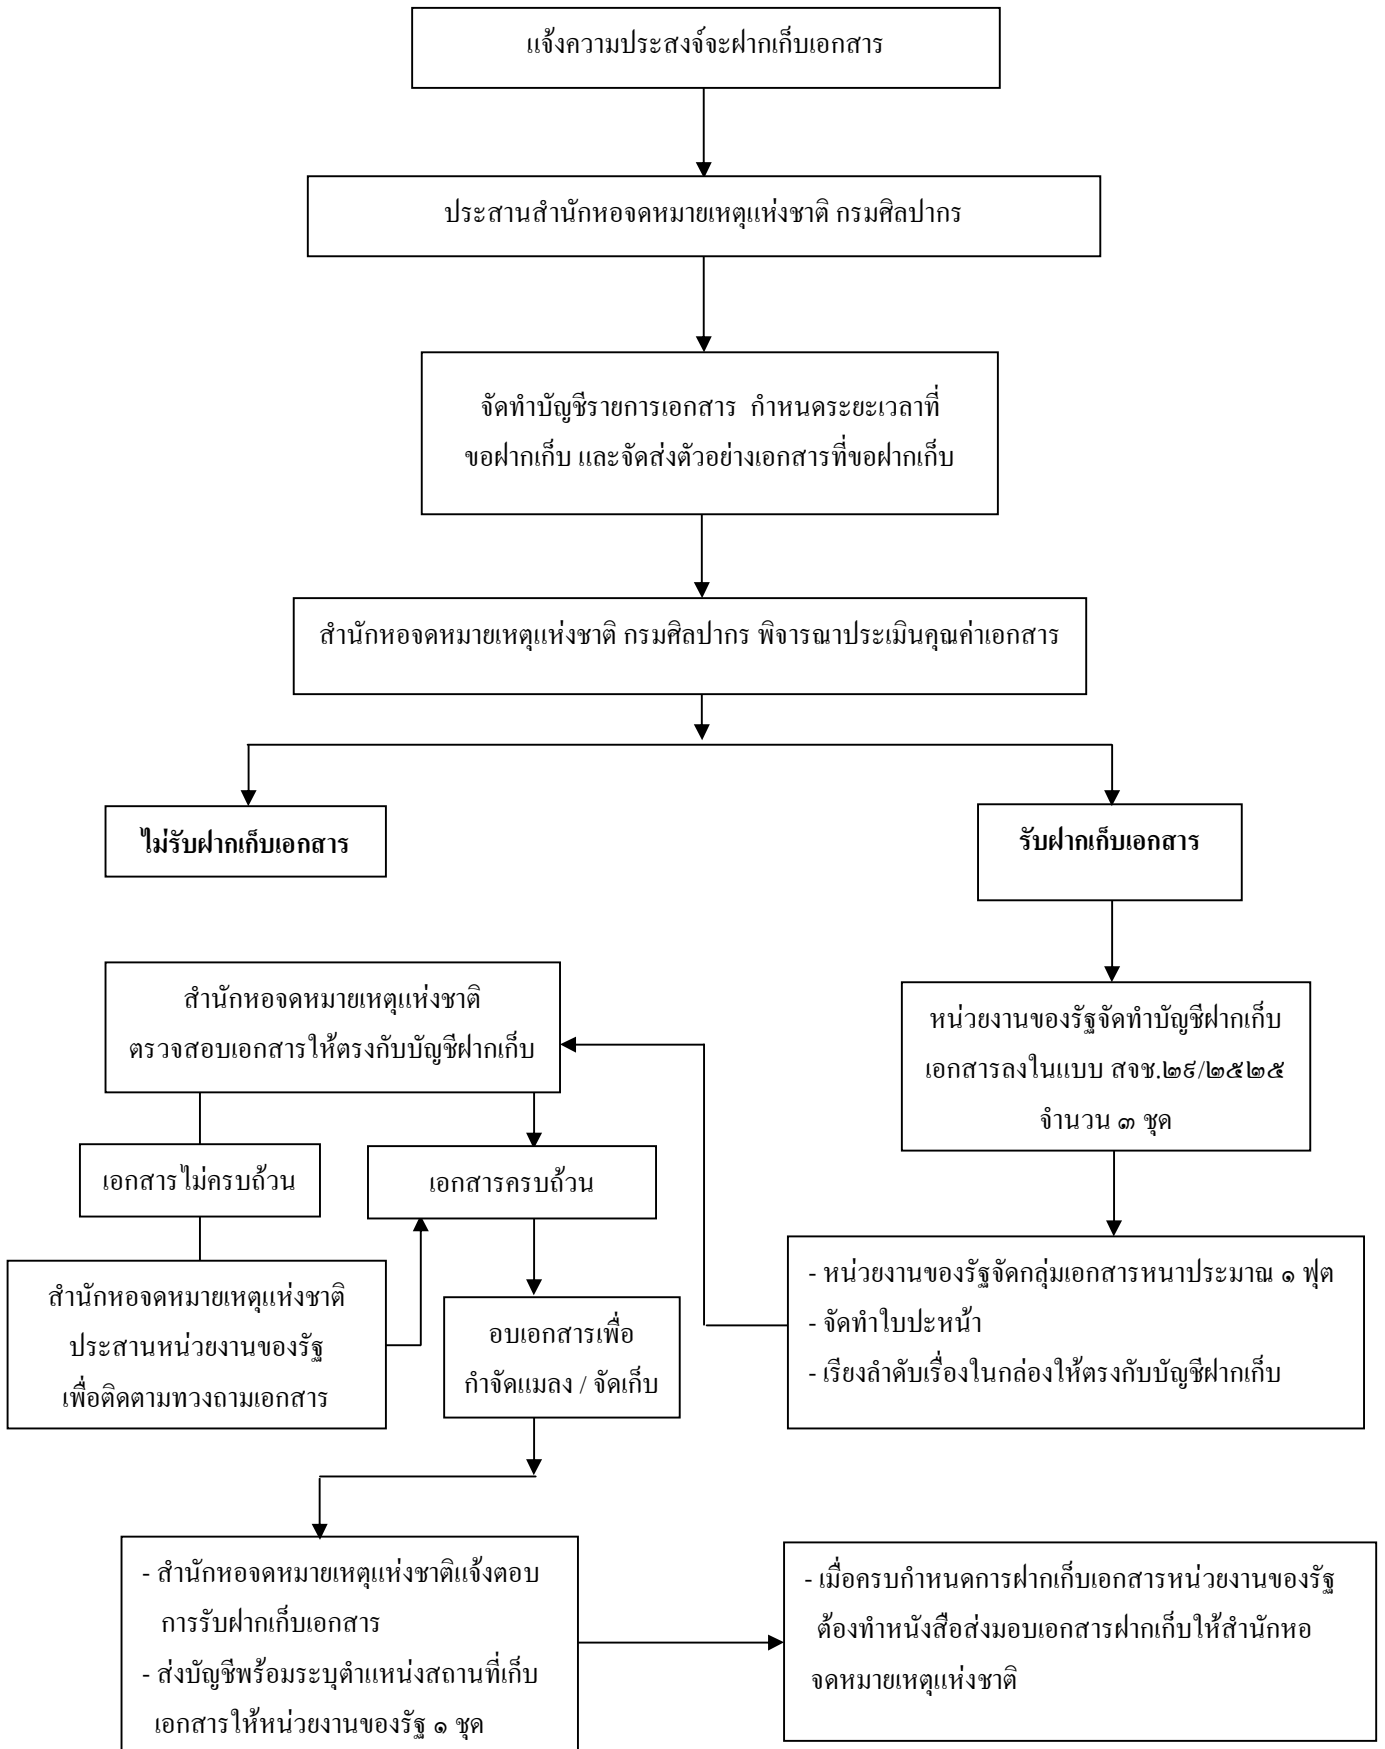 แจ้งความประสงจ์จะฝากเก็บเอกสาร
ประสานสำนักหอจดหมายเหตุแห่งชาติ กรมศิลปากร
จัดทำบัญชีรายการเอกสาร กำหนดระยะเวลาที่
ขอฝากเก็บ และจัดส่งตัวอย่างเอกสารที่ขอฝากเก็บ
สำนักหอจดหมายเหตุแห่งชาติ กรมศิลปากร พิจารณาประเมินคุณค่าเอกสาร
ไม่รับฝากเก็บเอกสาร
รับฝากเก็บเอกสาร
หน่วยงานของรัฐจัดทำบัญชีฝากเก็บ
เอกสารลงในแบบ สจช.๒๙/๒๕๒๕
จำนวน ๓ ชุด
- หน่วยงานของรัฐจัดกลุ่มเอกสารหนาประมาณ ๑ ฟุต
- จัดทำใบปะหน้า
- เรียงลำดับเรื่องในกล่องให้ตรงกับบัญชีฝากเก็บ
สำนักหอจดหมายเหตุแห่งชาติ
ตรวจสอบเอกสารให้ตรงกับบัญชีฝากเก็บ
เอกสารไม่ครบถ้วน
เอกสารครบถ้วน
สำนักหอจดหมายเหตุแห่งชาติ
ประสานหน่วยงานของรัฐ
เพื่อติดตามทวงถามเอกสาร
อบเอกสารเพื่อ
กำจัดแมลง / จัดเก็บ
- สำนักหอจดหมายเหตุแห่งชาติแจ้งตอบ
การรับฝากเก็บเอกสาร
- ส่งบัญชีพร้อมระบุตำแหน่งสถานที่เก็บ
เอกสารให้หน่วยงานของรัฐ ๑ ชุด
- เมื่อครบกำหนดการฝากเก็บเอกสารหน่วยงานของรัฐ
ต้องทำหนังสือส่งมอบเอกสารฝากเก็บให้สำนักหอ
จดหมายเหตุแห่งชาติ